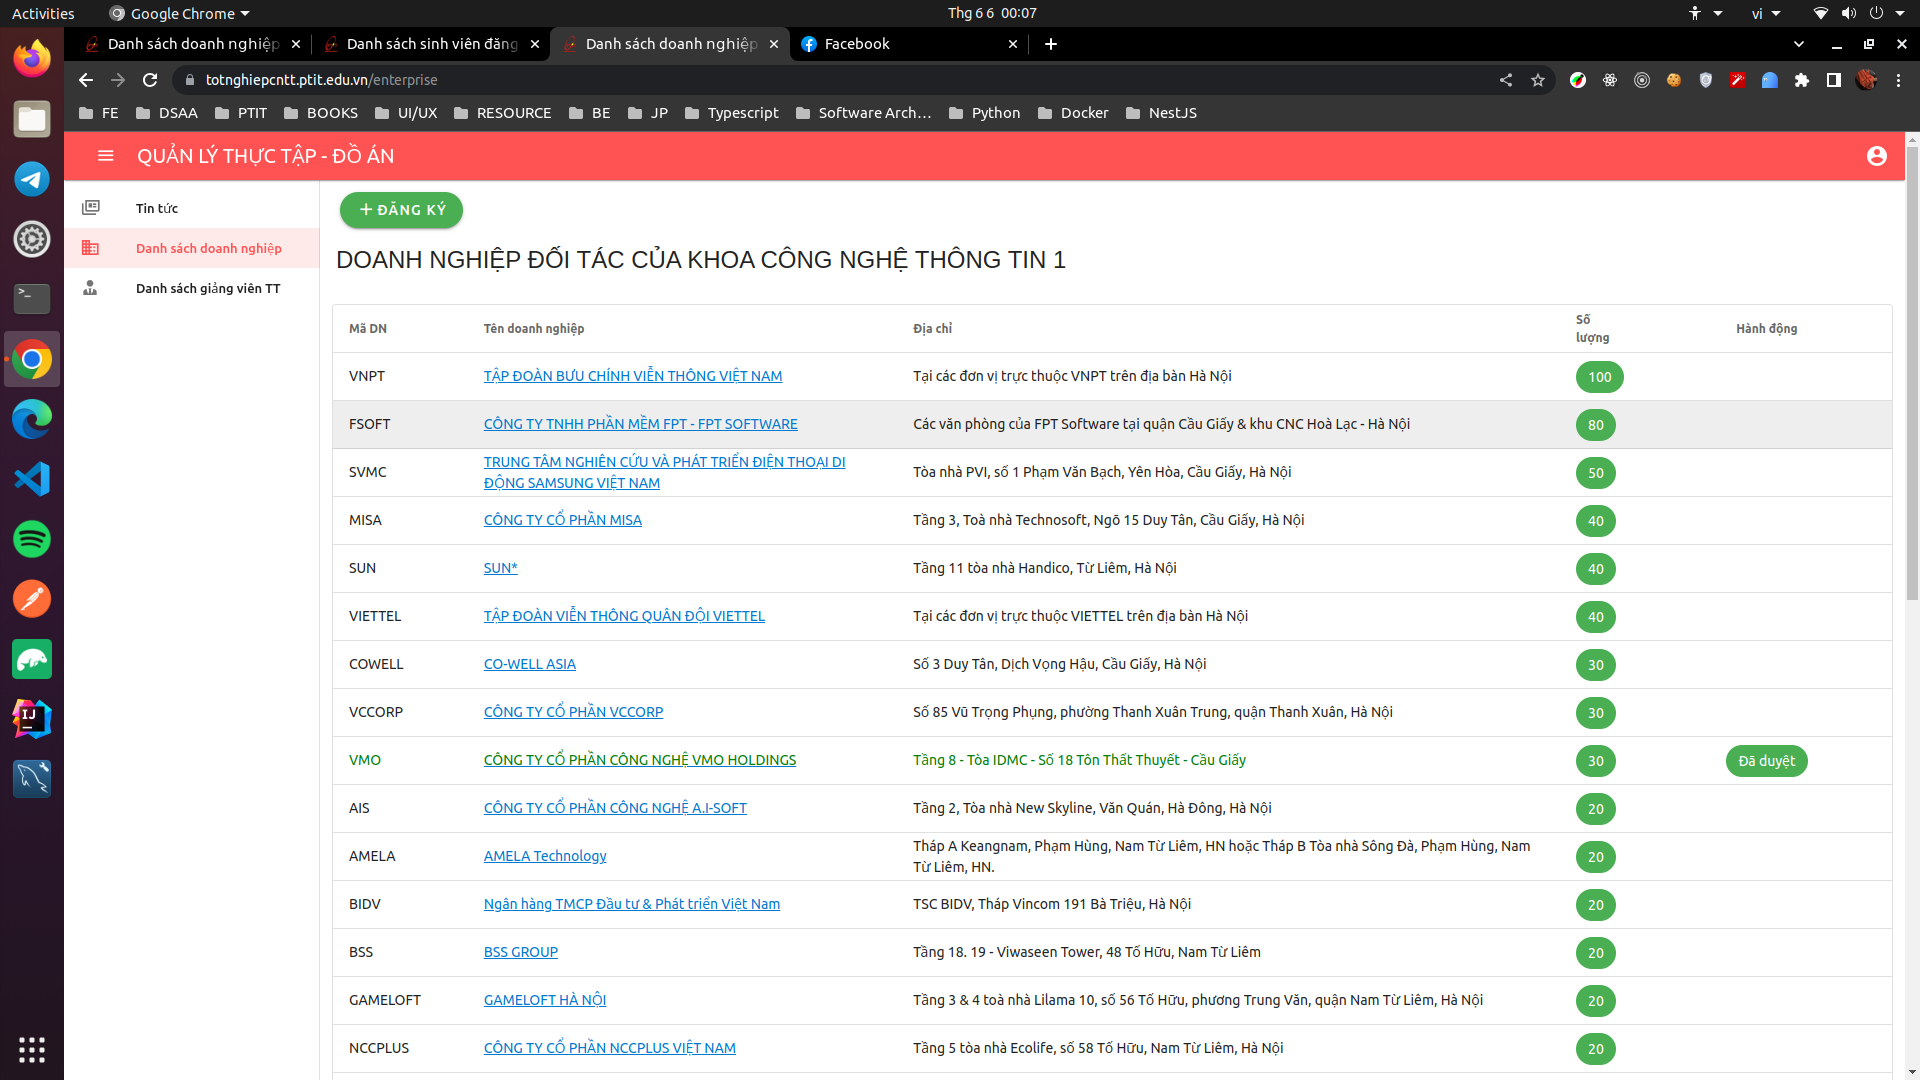 Activities
Google Chrome
Thg 6 6 00:07
vi
Danh sách doanh nghiệp
Danh sách sinh viên đăng
Danh sách doanh nghiệp
Facebook
totnghiepcntt.ptit.edu.vn/enterprise
FE
DSAA
PTIT
BOOKS
UI/UX
RESOURCE
BE
JP
Typescript
Software Arch…
Python
Docker
NestJS
QUẢN LÝ THỰC TẬP - ĐỒ ÁN
Tin tức
Danh sách doanh nghiệp
Danh sách giảng viên TT
+ ĐĂNG KÝ
DOANH NGHIỆP ĐỐI TÁC CỦA KHOA CÔNG NGHỆ THÔNG TIN 1
Mã DN Tên doanh nghiệp Địa chỉ Số lượng Hành động
VNPT TẬP ĐOÀN BƯU CHÍNH VIỄN THÔNG VIỆT NAM Tại các đơn vị trực thuộc VNPT trên địa bàn Hà Nội 100
FSOFT CÔNG TY TNHH PHẦN MỀM FPT - FPT SOFTWARE Các văn phòng của FPT Software tại quận Cầu Giấy & khu CNC Hoà Lạc - Hà Nội 80
SVMC TRUNG TÂM NGHIÊN CỨU VÀ PHÁT TRIỂN ĐIỆN THOẠI DI ĐỘNG SAMSUNG VIỆT NAM Tòa nhà PVI, số 1 Phạm Văn Bạch, Yên Hòa, Cầu Giấy, Hà Nội 50
MISA CÔNG TY CỔ PHẦN MISA Tầng 3, Toà nhà Technosoft, Ngõ 15 Duy Tân, Cầu Giấy, Hà Nội 40
SUN SUN* Tầng 11 tòa nhà Handico, Từ Liêm, Hà Nội 40
VIETTEL TẬP ĐOÀN VIỄN THÔNG QUÂN ĐỘI VIETTEL Tại các đơn vị trực thuộc VIETTEL trên địa bàn Hà Nội 40
COWELL CO-WELL ASIA Số 3 Duy Tân, Dịch Vọng Hậu, Cầu Giấy, Hà Nội 30
VCCORP CÔNG TY CỔ PHẦN VCCORP Số 85 Vũ Trọng Phụng, phường Thanh Xuân Trung, quận Thanh Xuân, Hà Nội 30
VMO CÔNG TY CỔ PHẦN CÔNG NGHỆ VMO HOLDINGS Tầng 8 - Tòa IDMC - Số 18 Tôn Thất Thuyết - Cầu Giấy 30 Đã duyệt
AIS CÔNG TY CỔ PHẦN CÔNG NGHỆ A.I-SOFT Tầng 2, Tòa nhà New Skyline, Văn Quán, Hà Đông, Hà Nội 20
AMELA AMELA Technology Tháp A Keangnam, Phạm Hùng, Nam Từ Liêm, HN hoặc Tháp B Tòa nhà Sông Đà, Phạm Hùng, Nam Từ Liêm, HN. 20
BIDV Ngân hàng TMCP Đầu tư & Phát triển Việt Nam TSC BIDV, Tháp Vincom 191 Bà Triệu, Hà Nội 20
BSS BSS GROUP Tầng 18. 19 - Viwaseen Tower, 48 Tố Hữu, Nam Từ Liêm 20
GAMELOFT GAMELOFT HÀ NỘI Tầng 3 & 4 toà nhà Lilama 10, số 56 Tố Hữu, phương Trung Văn, quận Nam Từ Liêm, Hà Nội 20
NCCPLUS CÔNG TY CỔ PHẦN NCCPLUS VIỆT NAM Tầng 5 tòa nhà Ecolife, số 58 Tố Hữu, Nam Từ Liêm, Hà Nội 20